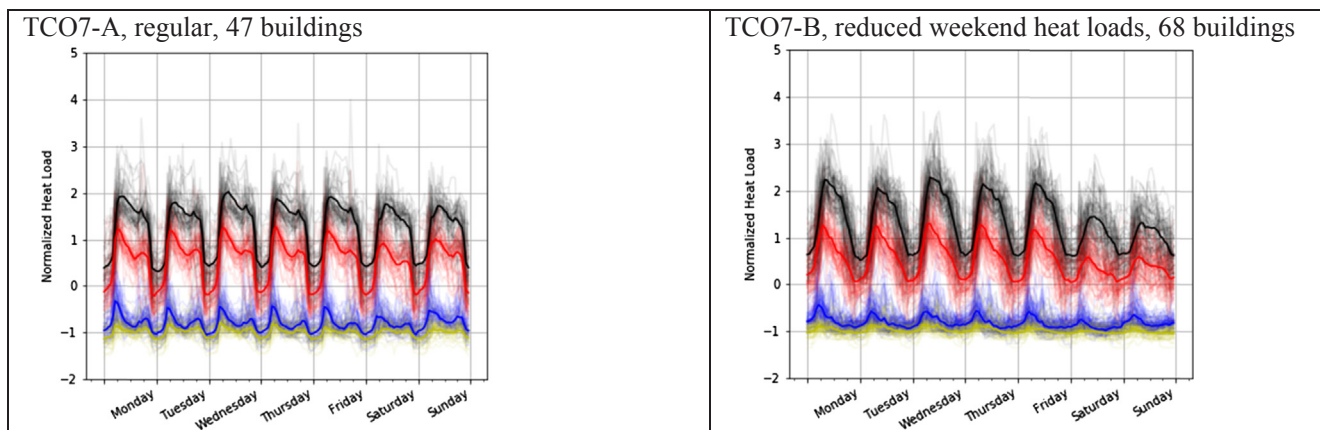 TCO7-A, regular, 47 buildings
5
4
3
2
1
0
−1
−2
Normalized Heat Load
Monday
Tuesday
Wednesday
Thursday
Friday
Saturday
Sunday
TCO7-B, reduced weekend heat loads, 68 buildings
5
4
3
2
1
0
−1
−2
Normalized Heat Load
Monday
Tuesday
Wednesday
Thursday
Friday
Saturday
Sunday